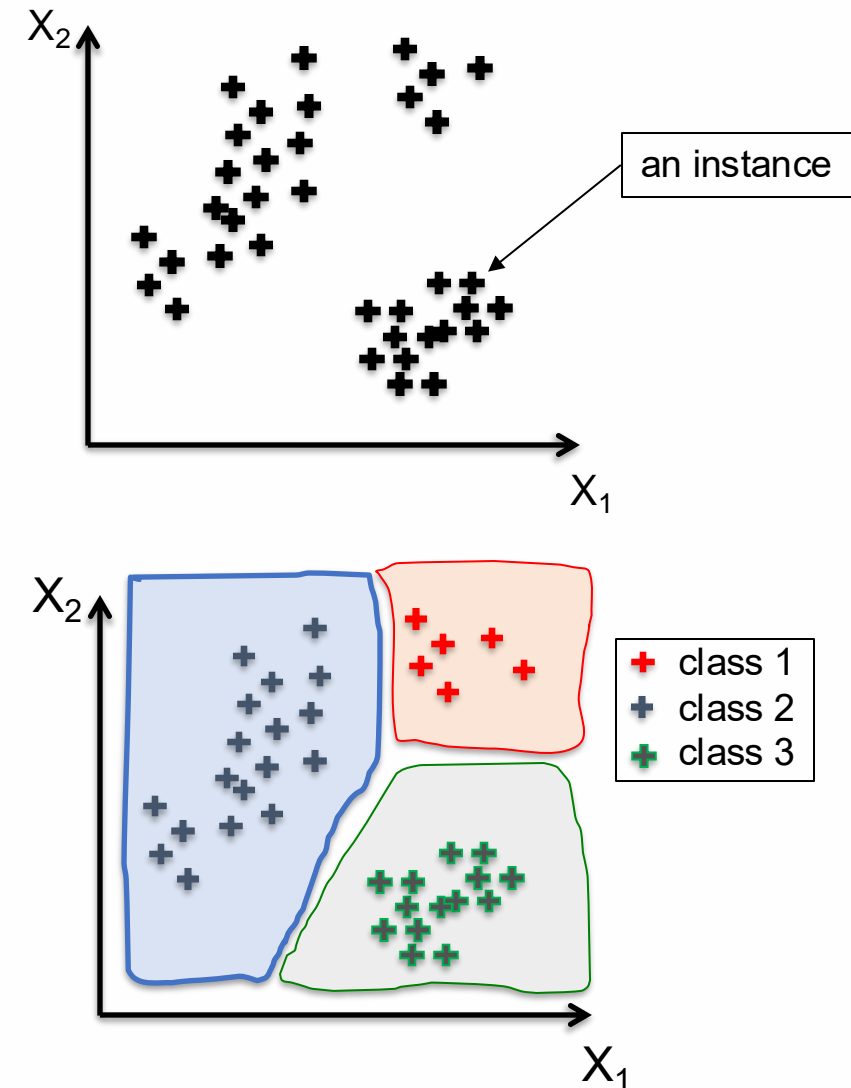 X₂
an instance
X₁
X₂
class 1
class 2
class 3
X₁